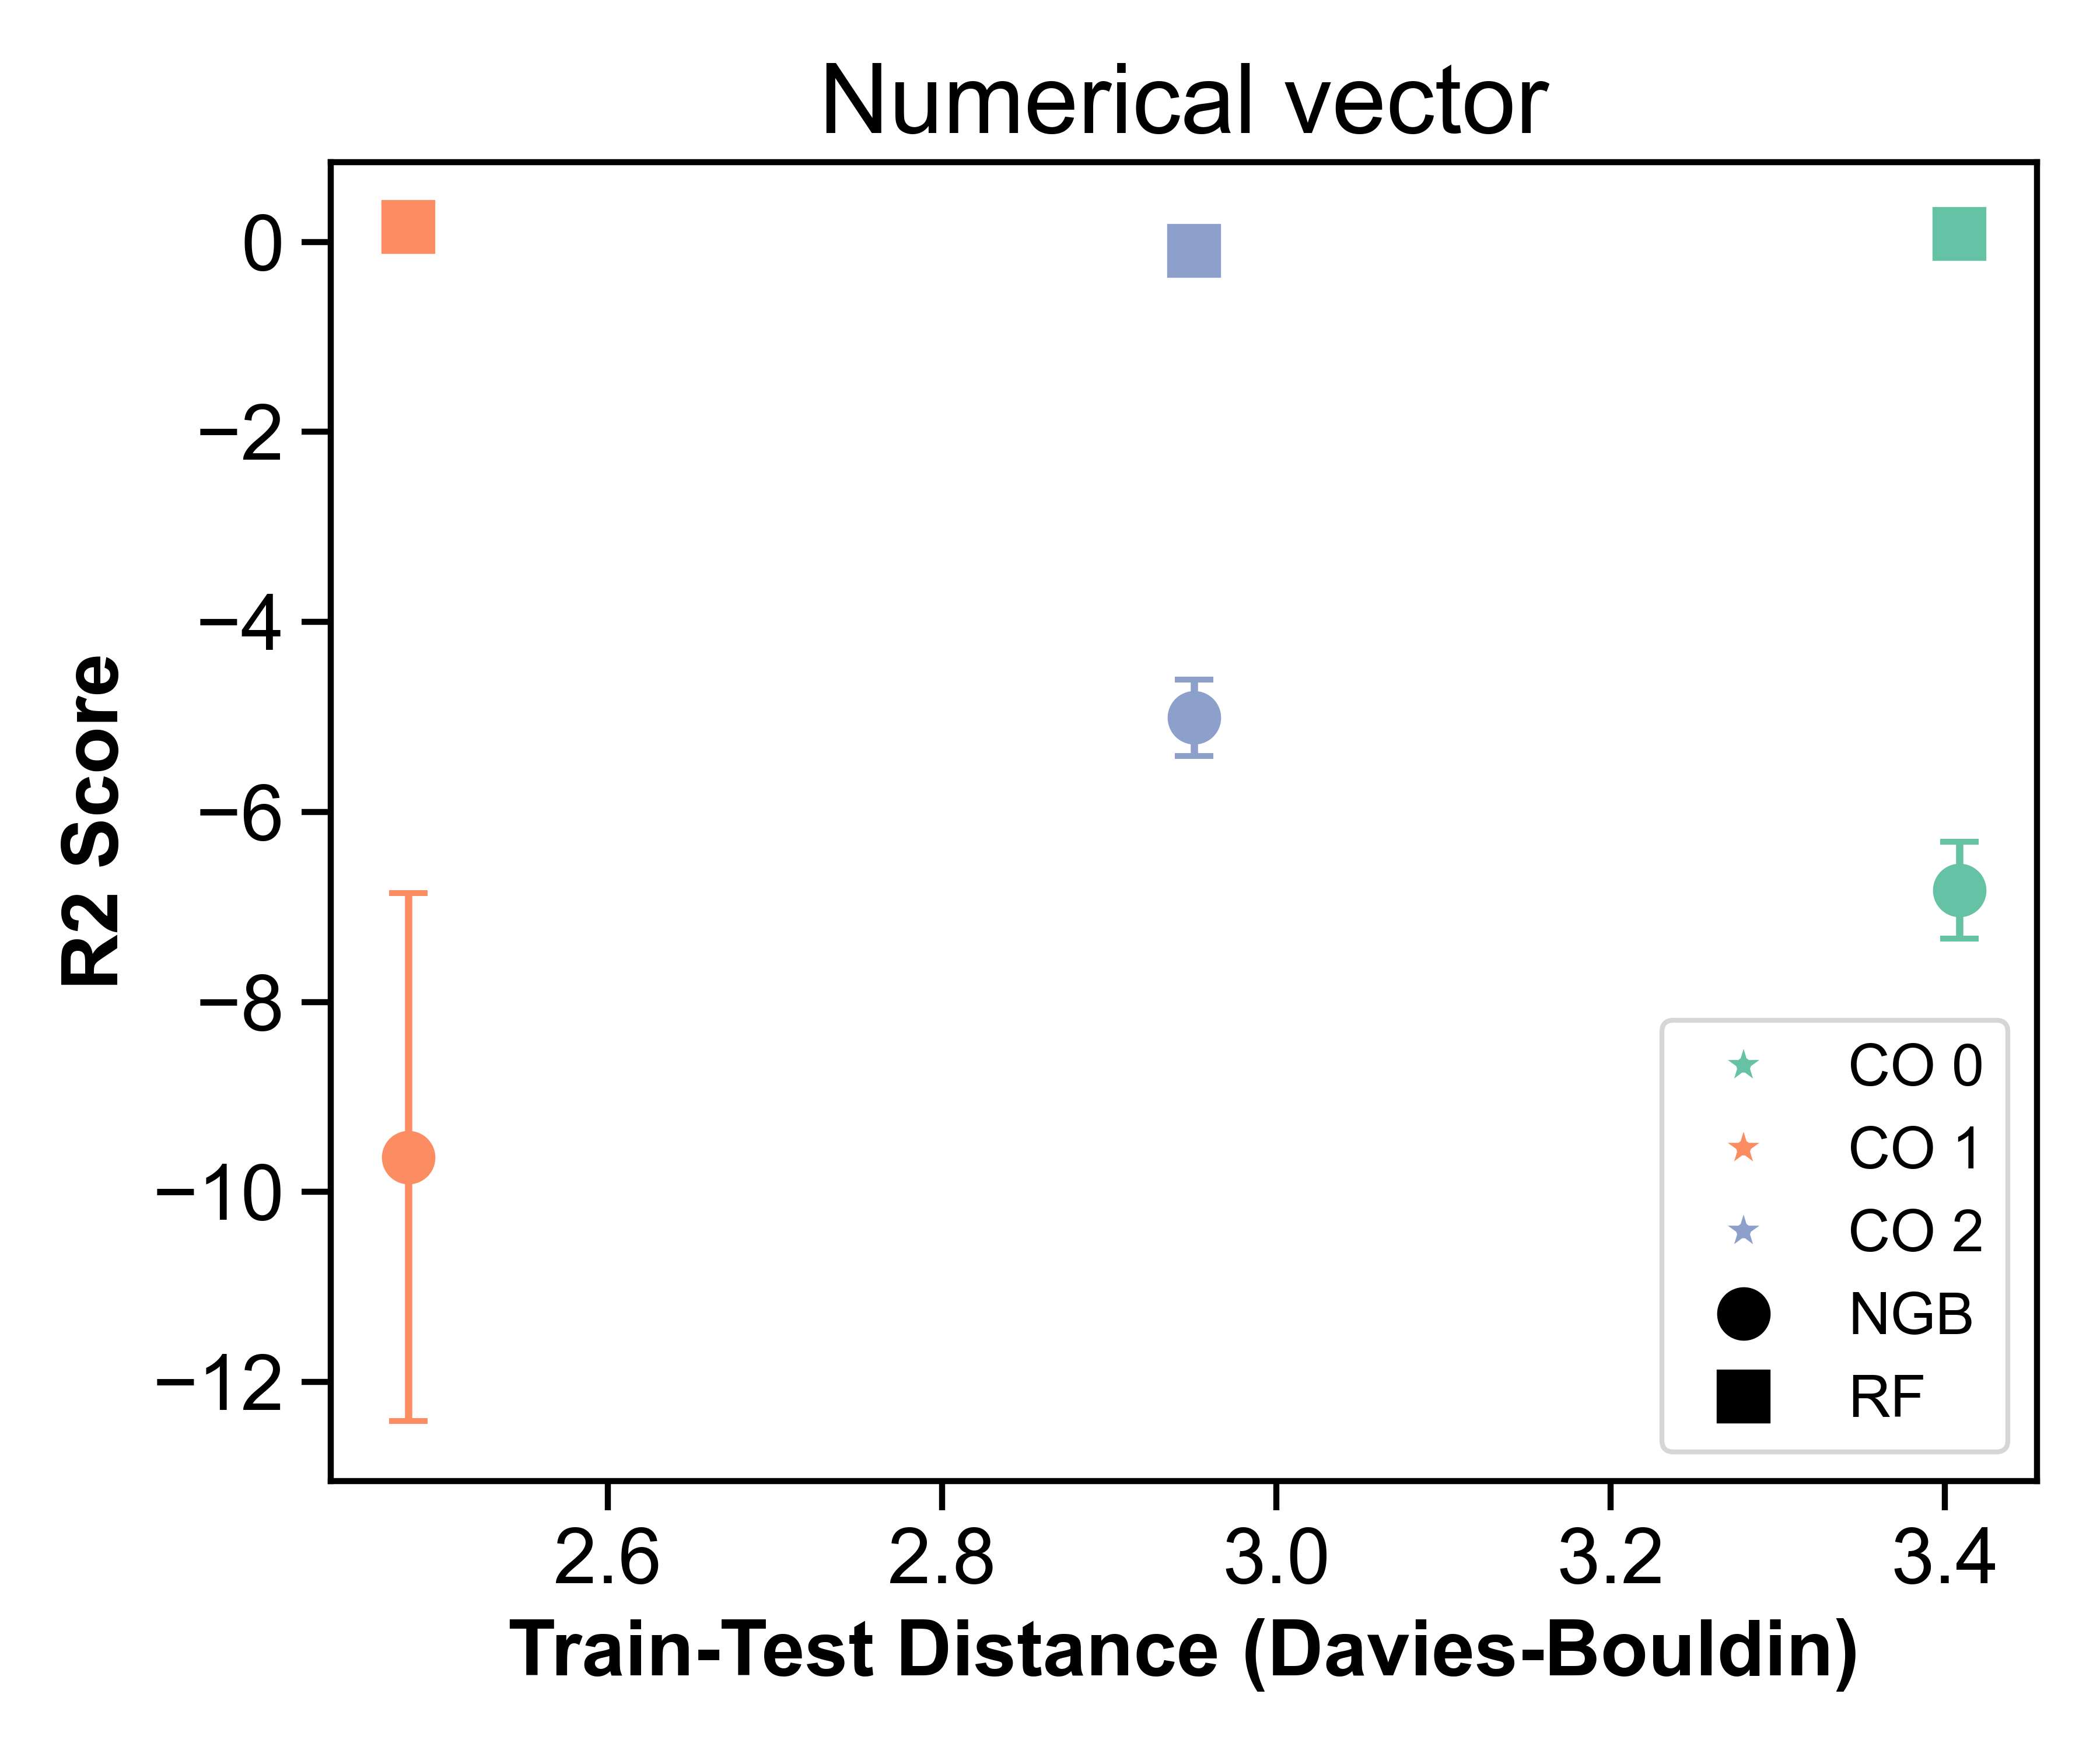 Numerical vector
0
−2
−4
−6
−8
−10
−12
R2 Score
CO 0
CO 1
CO 2
NGB
RF
2.6 2.8 3.0 3.2 3.4
Train-Test Distance (Davies-Bouldin)